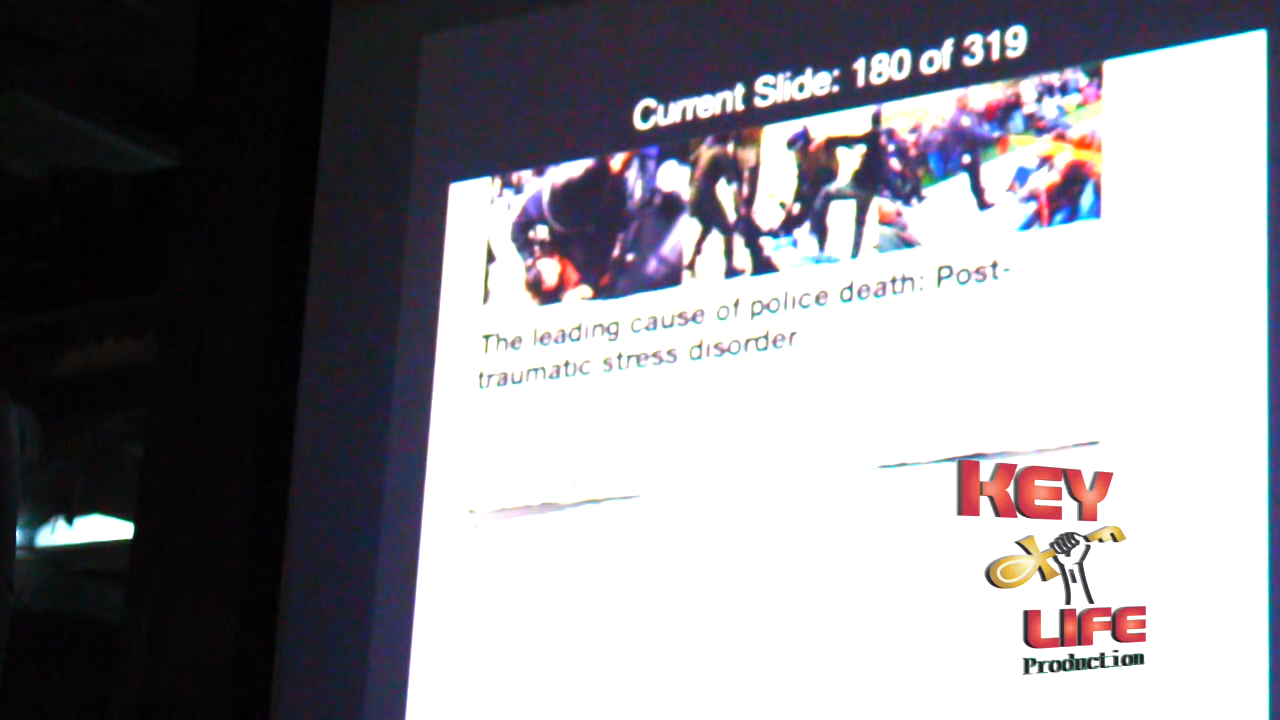 Current Slide: 180 of 319
The leading cause of police death: Post-
traumatic stress disorder
KEY
LIFE
Production